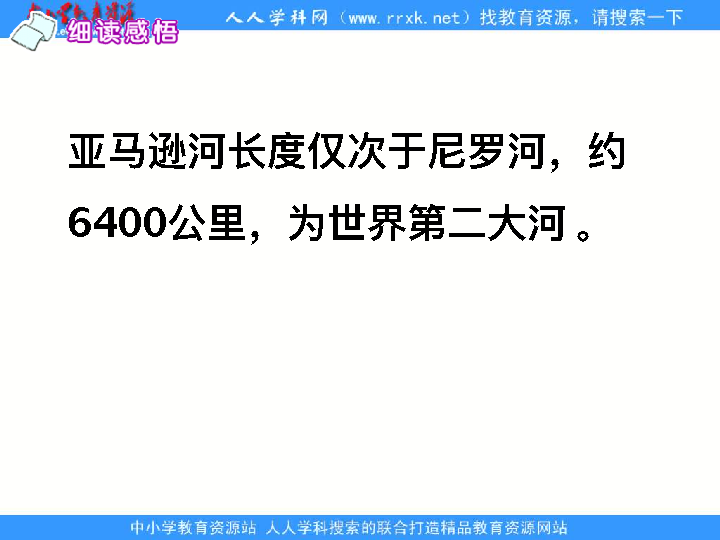 人人学科网（www.rrxk.net）找教育资源，请搜索一下
细读感悟
亚马逊河长度仅次于尼罗河，约
6400公里，为世界第二大河 。
中小学教育资源站 人人学科搜索的联合打造精品教育资源网站